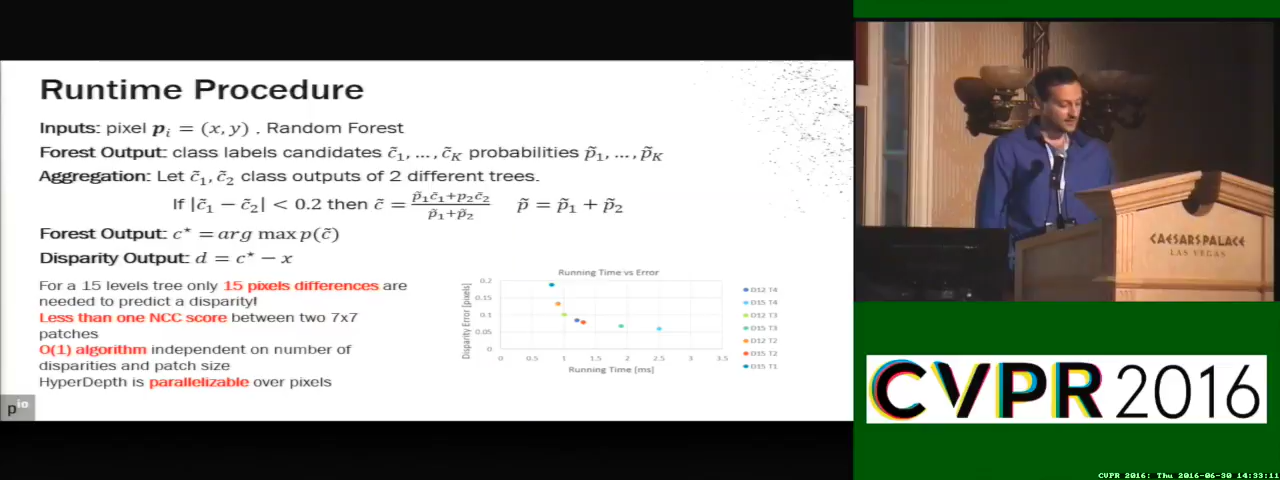 Runtime Procedure
Inputs: pixel 𝒑ᵢ = (x, y) . Random Forest
Forest Output: class labels candidates c̃₁, ..., c̃_K probabilities p̃₁, ..., p̃_K
Aggregation: Let c̃₁, c̃₂ class outputs of 2 different trees.
If |c̃₁ − c̃₂| < 0.2 then c̃ = (p̃₁c̃₁+p₂c̃₂)/(p̃₁+p̃₂) p̃ = p̃₁ + p̃₂
Forest Output: c* = arg max p(c̃)
Disparity Output: d = c* − x
For a 15 levels tree only 15 pixels differences are
needed to predict a disparity!
Less than one NCC score between two 7x7
patches
O(1) algorithm independent on number of
disparities and patch size
HyperDepth is parallelizable over pixels
Running Time vs Error
Disparity Error [pixels]
0.2
0.15
0.1
0.05
0
0 0.5 1 1.5 2 2.5 3 3.5
Running Time [ms]
D12 T4
D15 T4
D12 T3
D15 T3
D12 T2
D15 T2
D15 T1
pio
CAESARS PALACE
LAS VEGAS
CVPR 2016
CVPR 2016: Thu 2016-06-30 14:33:11